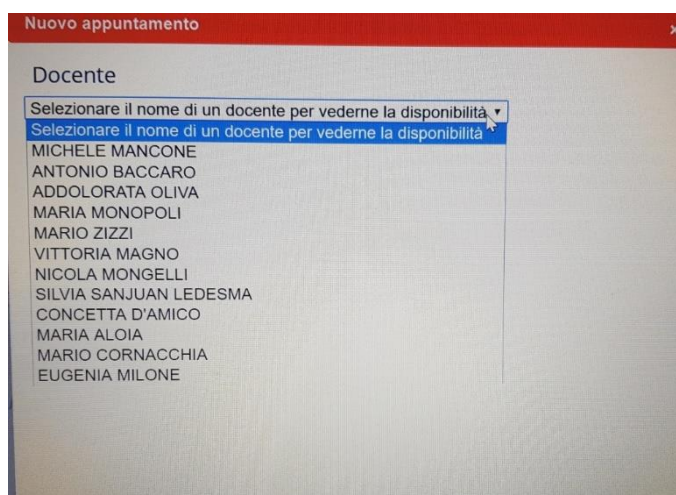 Nuovo appuntamento
×
Docente
Selezionare il nome di un docente per vederne la disponibilità ▼
Selezionare il nome di un docente per vederne la disponibilità
MICHELE MANCONE
ANTONIO BACCARO
ADDOLORATA OLIVA
MARIA MONOPOLI
MARIO ZIZZI
VITTORIA MAGNO
NICOLA MONGELLI
SILVIA SANJUAN LEDESMA
CONCETTA D'AMICO
MARIA ALOIA
MARIO CORNACCHIA
EUGENIA MILONE